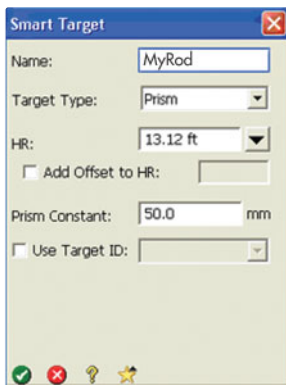 Smart Target
Name: MyRod
Target Type: Prism
HR: 13.12 ft
Add Offset to HR:
Prism Constant: 50.0 mm
Use Target ID:
?